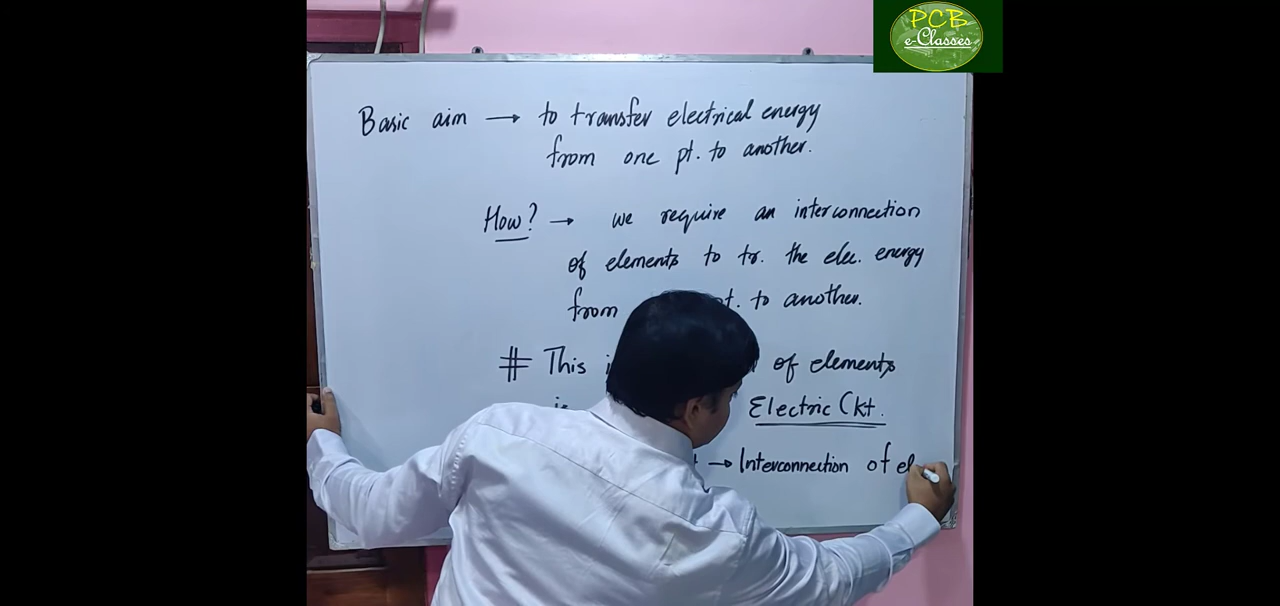 PCB
e-Classes
Basic aim → to transfer electrical energy
from one pt. to another.
How? → we require an interconnection
of elements to tr. the elec. energy
from to another.
# This of elements
is Electric Ckt.
→ Interconnection of el